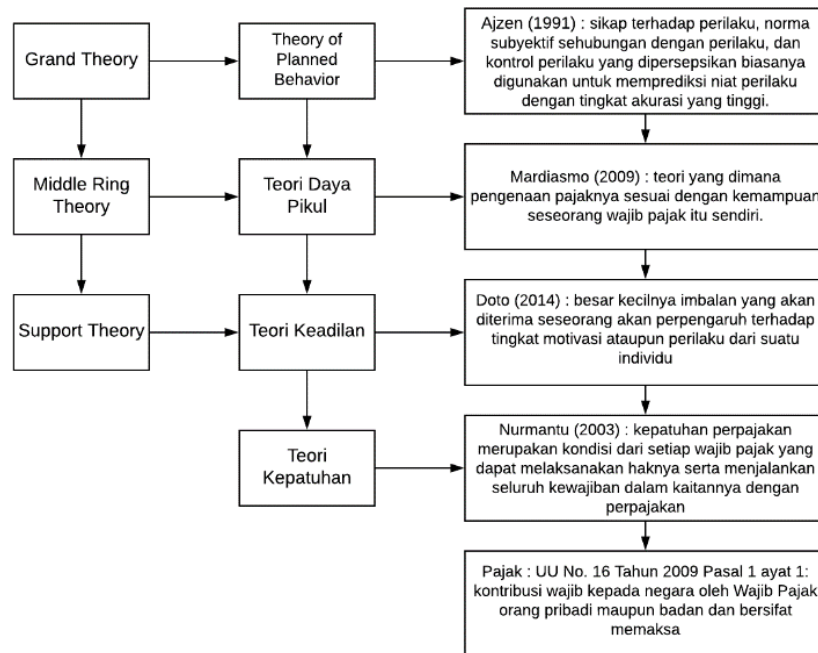 Grand Theory
Theory of
Planned
Behavior
Ajzen (1991) : sikap terhadap perilaku, norma
subyektif sehubungan dengan perilaku, dan
kontrol perilaku yang dipersepsikan biasanya
digunakan untuk memprediksi niat perilaku
dengan tingkat akurasi yang tinggi.
Middle Ring
Theory
Teori Daya
Pikul
Mardiasmo (2009) : teori yang dimana
pengenaan pajaknya sesuai dengan kemampuan
seseorang wajib pajak itu sendiri.
Support Theory
Teori Keadilan
Doto (2014) : besar kecilnya imbalan yang akan
diterima seseorang akan perpengaruh terhadap
tingkat motivasi ataupun perilaku dari suatu
individu
Teori
Kepatuhan
Nurmantu (2003) : kepatuhan perpajakan
merupakan kondisi dari setiap wajib pajak yang
dapat melaksanakan haknya serta menjalankan
seluruh kewajiban dalam kaitannya dengan
perpajakan
Pajak : UU No. 16 Tahun 2009 Pasal 1 ayat 1:
kontribusi wajib kepada negara oleh Wajib Pajak
orang pribadi maupun badan dan bersifat
memaksa